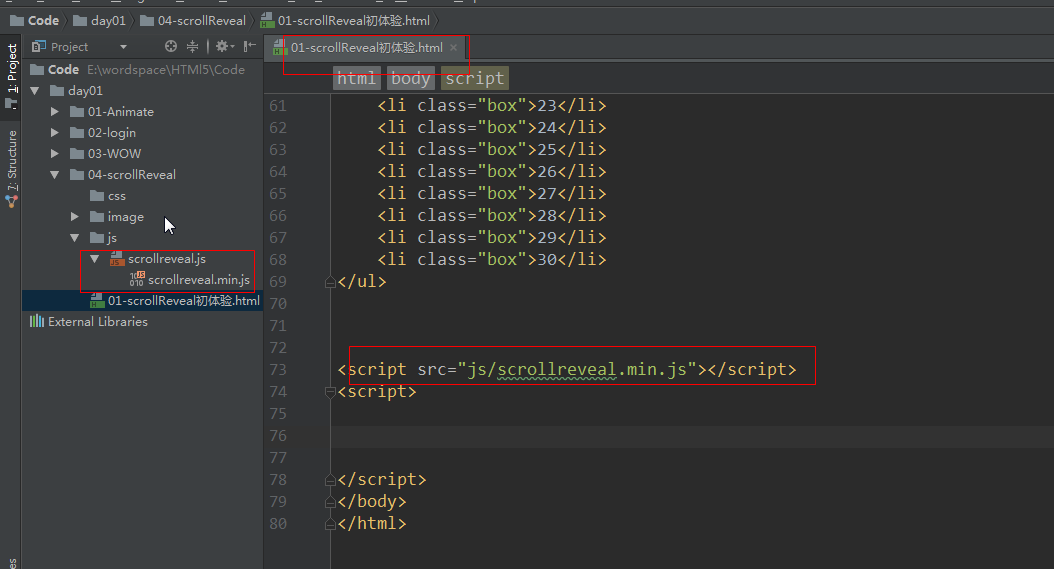 Code day01 04-scrollReveal 01-scrollReveal初体验.html
1: Project
7: Structure
Project
Code E:\wordspace\HTMl5\Code
day01
01-Animate
02-login
03-WOW
04-scrollReveal
css
image
js
scrollreveal.js
scrollreveal.min.js
01-scrollReveal初体验.html
External Libraries
01-scrollReveal初体验.html
html body script
61 <li class="box">23</li>
62 <li class="box">24</li>
63 <li class="box">25</li>
64 <li class="box">26</li>
65 <li class="box">27</li>
66 <li class="box">28</li>
67 <li class="box">29</li>
68 <li class="box">30</li>
69 </ul>
70
71
72
73 <script src="js/scrollreveal.min.js"></script>
74 <script>
75
76
77
78 </script>
79 </body>
80 </html>